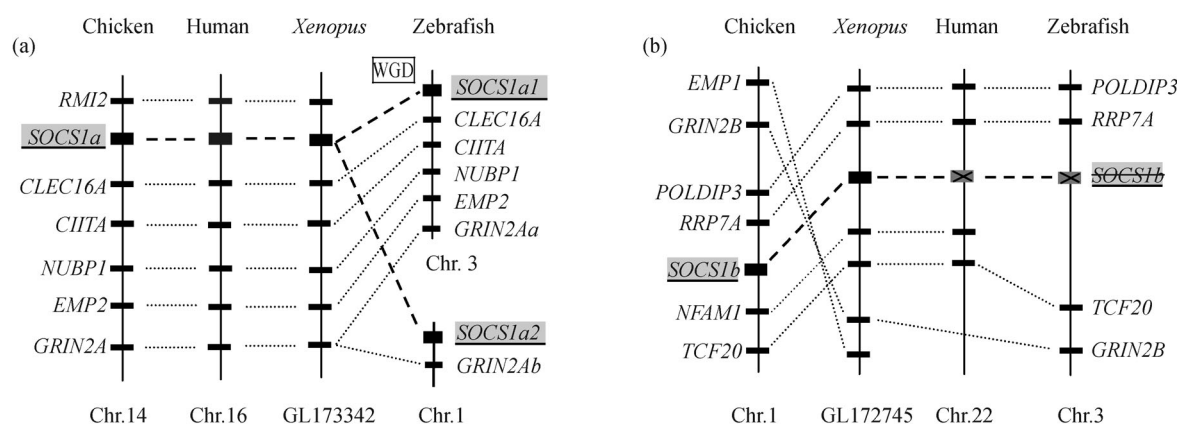 Chicken Human Xenopus Zebrafish
(a)
WGD
RMI2
SOCS1a
CLEC16A
CIITA
NUBP1
EMP2
GRIN2A
SOCS1a1
CLEC16A
CIITA
NUBP1
EMP2
GRIN2Aa
Chr. 3
SOCS1a2
GRIN2Ab
Chr.14 Chr.16 GL173342 Chr.1
Chicken Xenopus Human Zebrafish
(b)
EMP1
GRIN2B
POLDIP3
RRP7A
SOCS1b
NFAM1
TCF20
POLDIP3
RRP7A
SOCS1b
TCF20
GRIN2B
Chr.1 GL172745 Chr.22 Chr.3